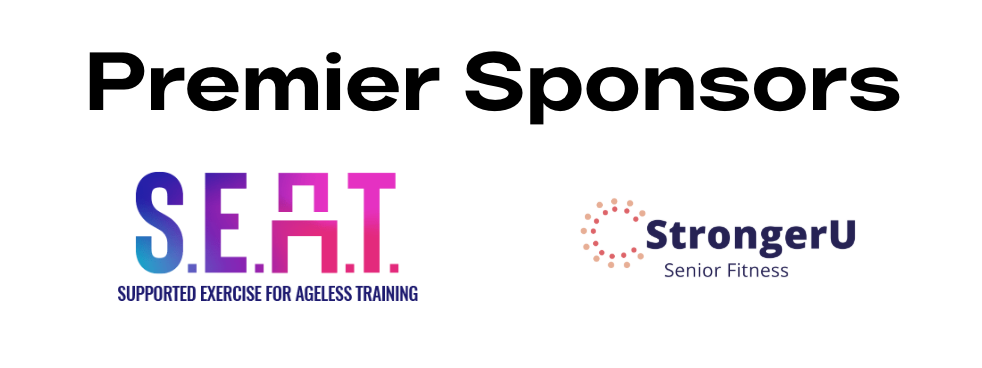 Premier Sponsors
S.E.A.T.
SUPPORTED EXERCISE FOR AGELESS TRAINING
StrongerU
Senior Fitness